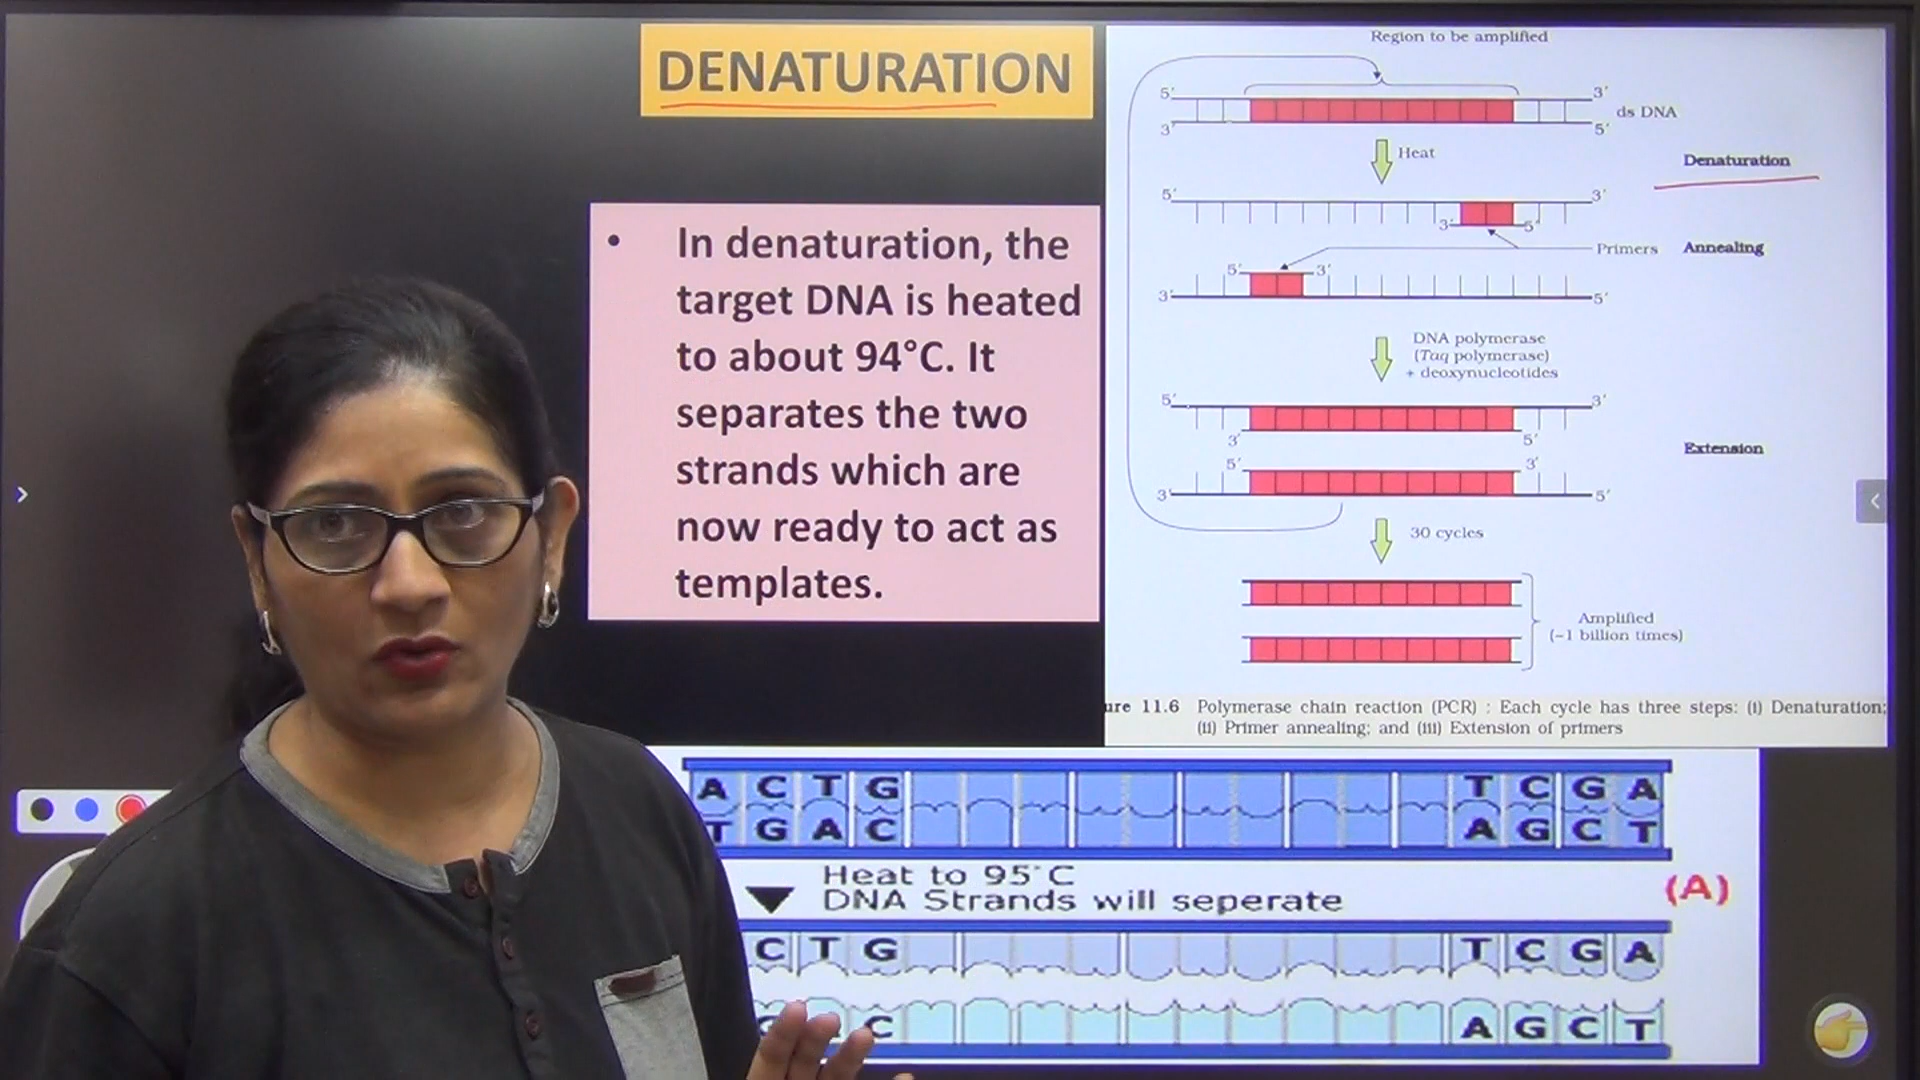 DENATURATION
• In denaturation, the
target DNA is heated
to about 94°C. It
separates the two
strands which are
now ready to act as
templates.
Region to be amplified
5′ 3′
ds DNA
3′ 5′
Heat
Denaturation
5′ 3′
3′ 5′
Primers Annealing
5′ 3′
3′ 5′
DNA polymerase
(Taq polymerase)
+ deoxynucleotides
5′ 3′
3′ 5′
Extension
5′ 3′
3′ 5′
30 cycles
Amplified
(~1 billion times)
ure 11.6 Polymerase chain reaction (PCR) : Each cycle has three steps: (i) Denaturation;
(ii) Primer annealing; and (iii) Extension of primers
A C T G T C G A
T G A C A G C T
Heat to 95°C
DNA Strands will seperate
(A)
C T G T C G A
C A G C T